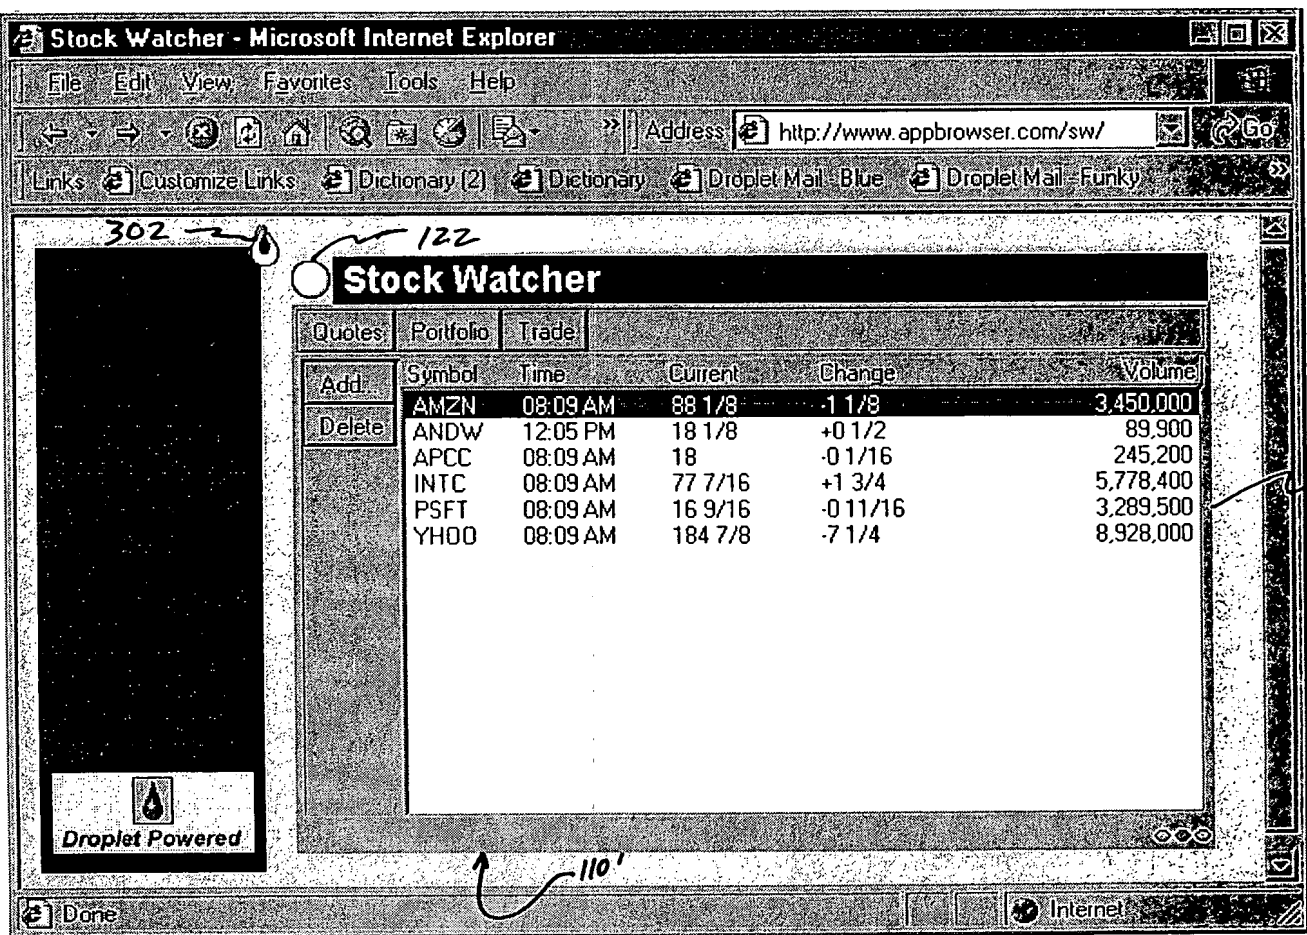 Stock Watcher - Microsoft Internet Explorer
File Edit View Favorites Tools Help
» Address http://www.appbrowser.com/sw/ Go
Links Customize Links Dictionary (2) Dictionary Droplet Mail - Blue Droplet Mail - Funky »
302 122
Stock Watcher
Quotes Portfolio Trade
Add... Symbol Time Current Change Volume
AMZN 08:09 AM 88 1/8 -1 1/8 3,450,000
Delete ANDW 12:05 PM 18 1/8 +0 1/2 89,900
APCC 08:09 AM 18 -0 1/16 245,200
INTC 08:09 AM 77 7/16 +1 3/4 5,778,400
PSFT 08:09 AM 16 9/16 -0 11/16 3,289,500
YHOO 08:09 AM 184 7/8 -7 1/4 8,928,000
Droplet Powered
110'
Done Internet